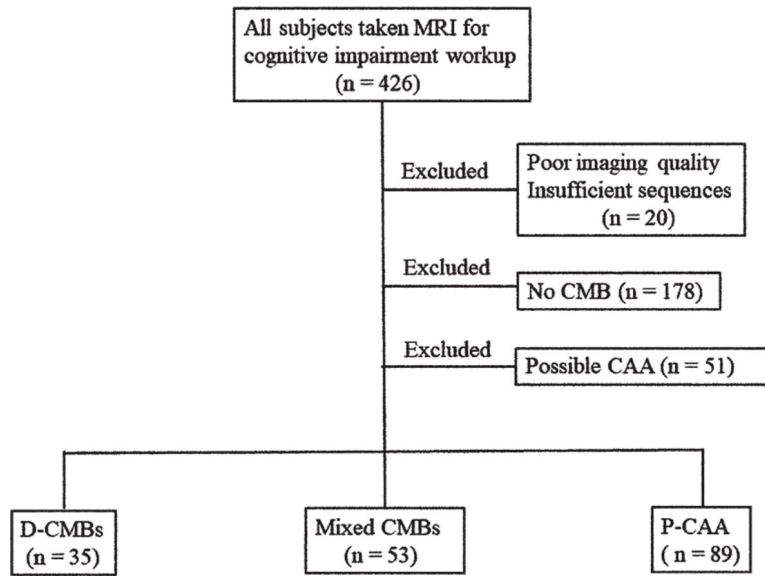 All subjects taken MRI for
cognitive impairment workup
(n = 426)
Excluded
Poor imaging quality
Insufficient sequences
(n = 20)
Excluded
No CMB (n = 178)
Excluded
Possible CAA (n = 51)
D-CMBs
(n = 35)
Mixed CMBs
(n = 53)
P-CAA
( n = 89)